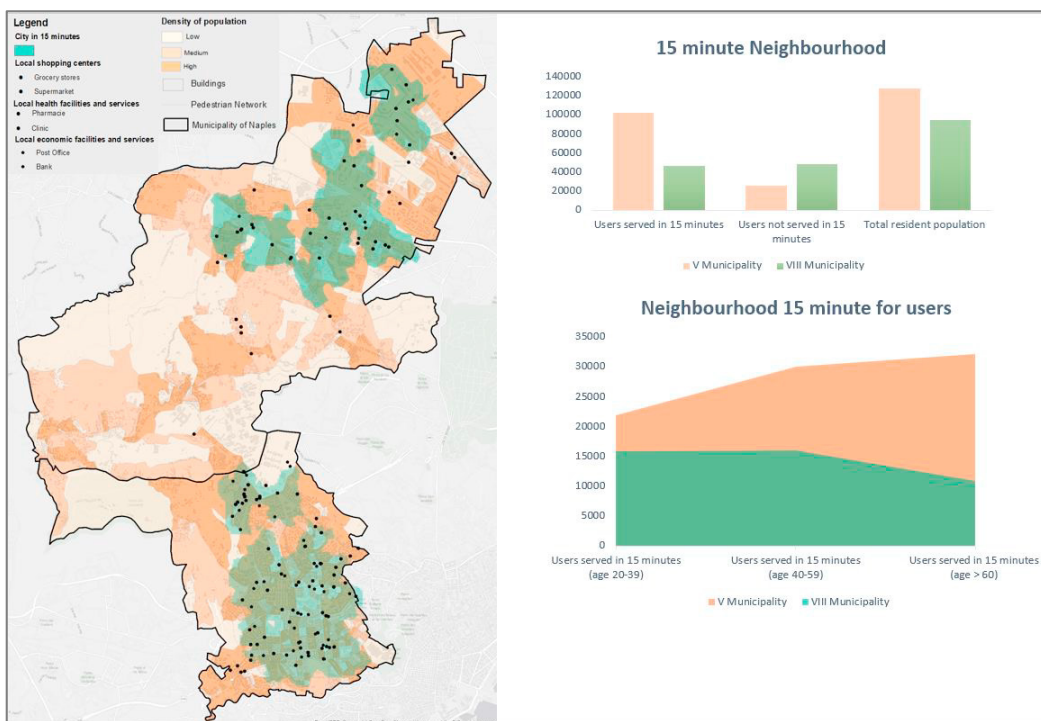 Legend
City in 15 minutes
Local shopping centers
Grocery stores
Supermarket
Local health facilities and services
Pharmacie
Clinic
Local economic facilities and services
Post Office
Bank
Density of population
Low
Medium
High
Buildings
Pedestrian Network
Municipality of Naples
15 minute Neighbourhood
140000
120000
100000
80000
60000
40000
20000
0
Users served in 15 minutes
Users not served in 15
minutes
Total resident population
V Municipality
VIII Municipality
Neighbourhood 15 minute for users
35000
30000
25000
20000
15000
10000
5000
0
Users served in 15 minutes
(age 20-39)
Users served in 15 minutes
(age 40-59)
Users served in 15 minutes
(age > 60)
V Municipality
VIII Municipality